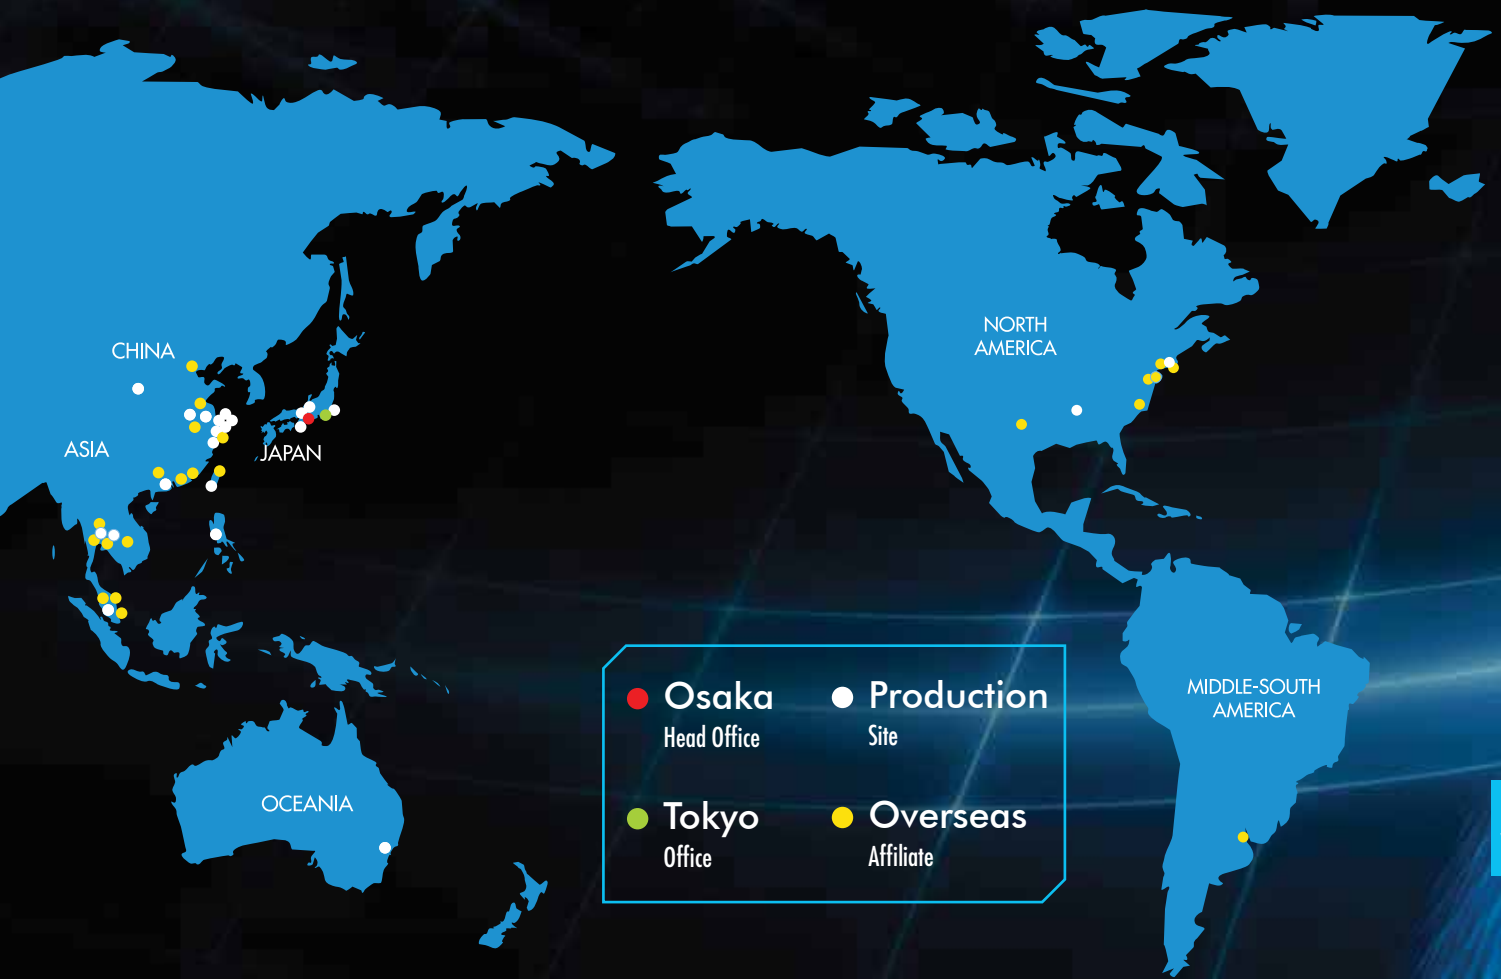 NORTH
AMERICA
CHINA
ASIA
JAPAN
MIDDLE-SOUTH
AMERICA
OCEANIA
Osaka
Head Office
Production
Site
Tokyo
Office
Overseas
Affiliate